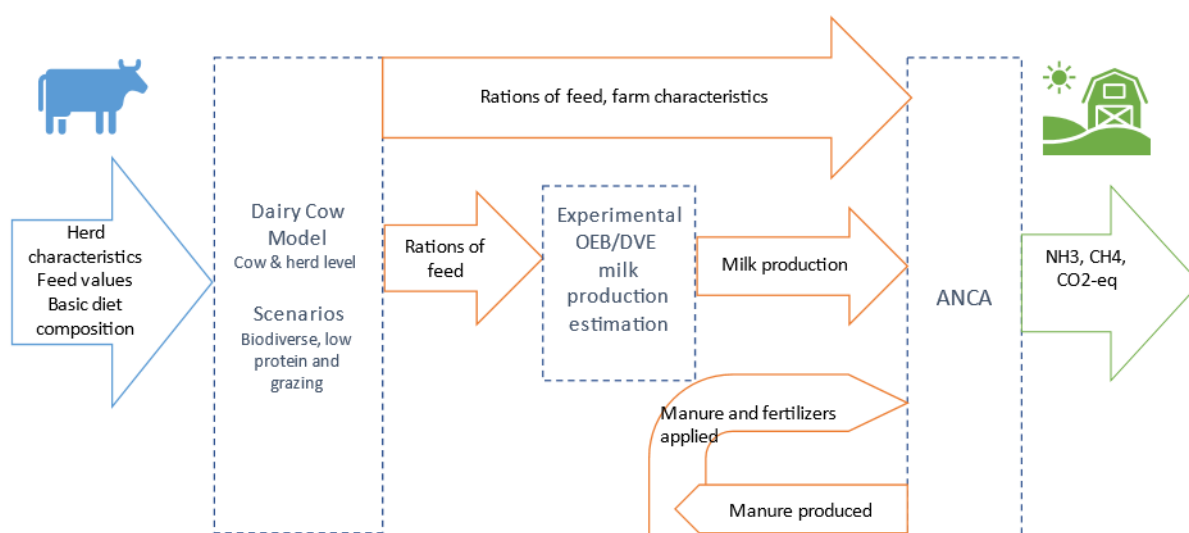 Herd
characteristics
Feed values
Basic diet
composition
Dairy Cow
Model
Cow & herd level
Scenarios
Biodiverse, low
protein and
grazing
Rations of feed, farm characteristics
Rations of
feed
Experimental
OEB/DVE
milk
production
estimation
Milk production
Manure and fertilizers
applied
Manure produced
ANCA
NH3, CH4,
CO2-eq